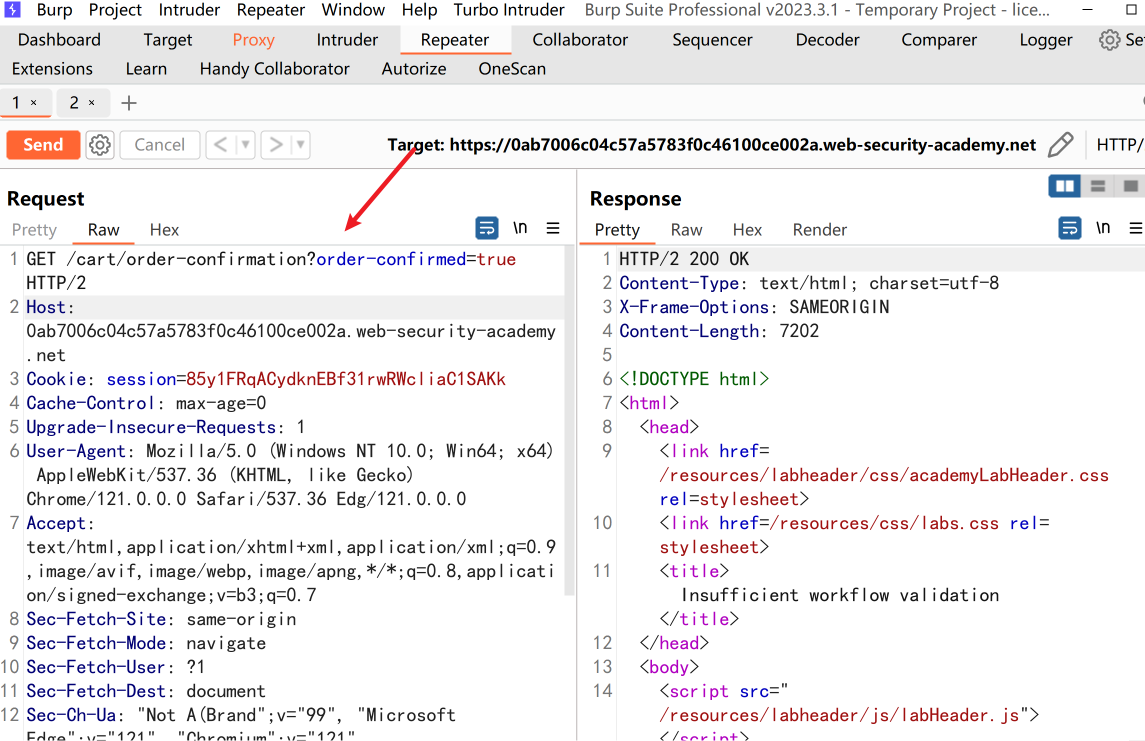 Burp Project Intruder Repeater Window Help Turbo Intruder Burp Suite Professional v2023.3.1 - Temporary Project - lice...
Dashboard Target Proxy Intruder Repeater Collaborator Sequencer Decoder Comparer Logger
Extensions Learn Handy Collaborator Autorize OneScan
1 × 2 × +
Send Cancel < > Target: https://0ab7006c04c57a5783f0c46100ce002a.web-security-academy.net HTTP/
Request
Pretty Raw Hex \n
1 GET /cart/order-confirmation?order-confirmed=true
HTTP/2
2 Host:
0ab7006c04c57a5783f0c46100ce002a.web-security-academy
.net
3 Cookie: session=85y1FRqACydknEBf31rwRWcliaC1SAKk
4 Cache-Control: max-age=0
5 Upgrade-Insecure-Requests: 1
6 User-Agent: Mozilla/5.0 (Windows NT 10.0; Win64; x64)
AppleWebKit/537.36 (KHTML, like Gecko)
Chrome/121.0.0.0 Safari/537.36 Edg/121.0.0.0
7 Accept:
text/html,application/xhtml+xml,application/xml;q=0.9
,image/avif,image/webp,image/apng,*/*;q=0.8,applicati
on/signed-exchange;v=b3;q=0.7
8 Sec-Fetch-Site: same-origin
9 Sec-Fetch-Mode: navigate
10 Sec-Fetch-User: ?1
11 Sec-Fetch-Dest: document
12 Sec-Ch-Ua: "Not A(Brand";v="99", "Microsoft
Edge";v="121", "Chromium";v="121"
Response
Pretty Raw Hex Render \n
1 HTTP/2 200 OK
2 Content-Type: text/html; charset=utf-8
3 X-Frame-Options: SAMEORIGIN
4 Content-Length: 7202
5
6 <!DOCTYPE html>
7 <html>
8 <head>
9 <link href=
/resources/labheader/css/academyLabHeader.css
rel=stylesheet>
10 <link href=/resources/css/labs.css rel=
stylesheet>
11 <title>
Insufficient workflow validation
</title>
12 </head>
13 <body>
14 <script src="
/resources/labheader/js/labHeader.js">
</script>